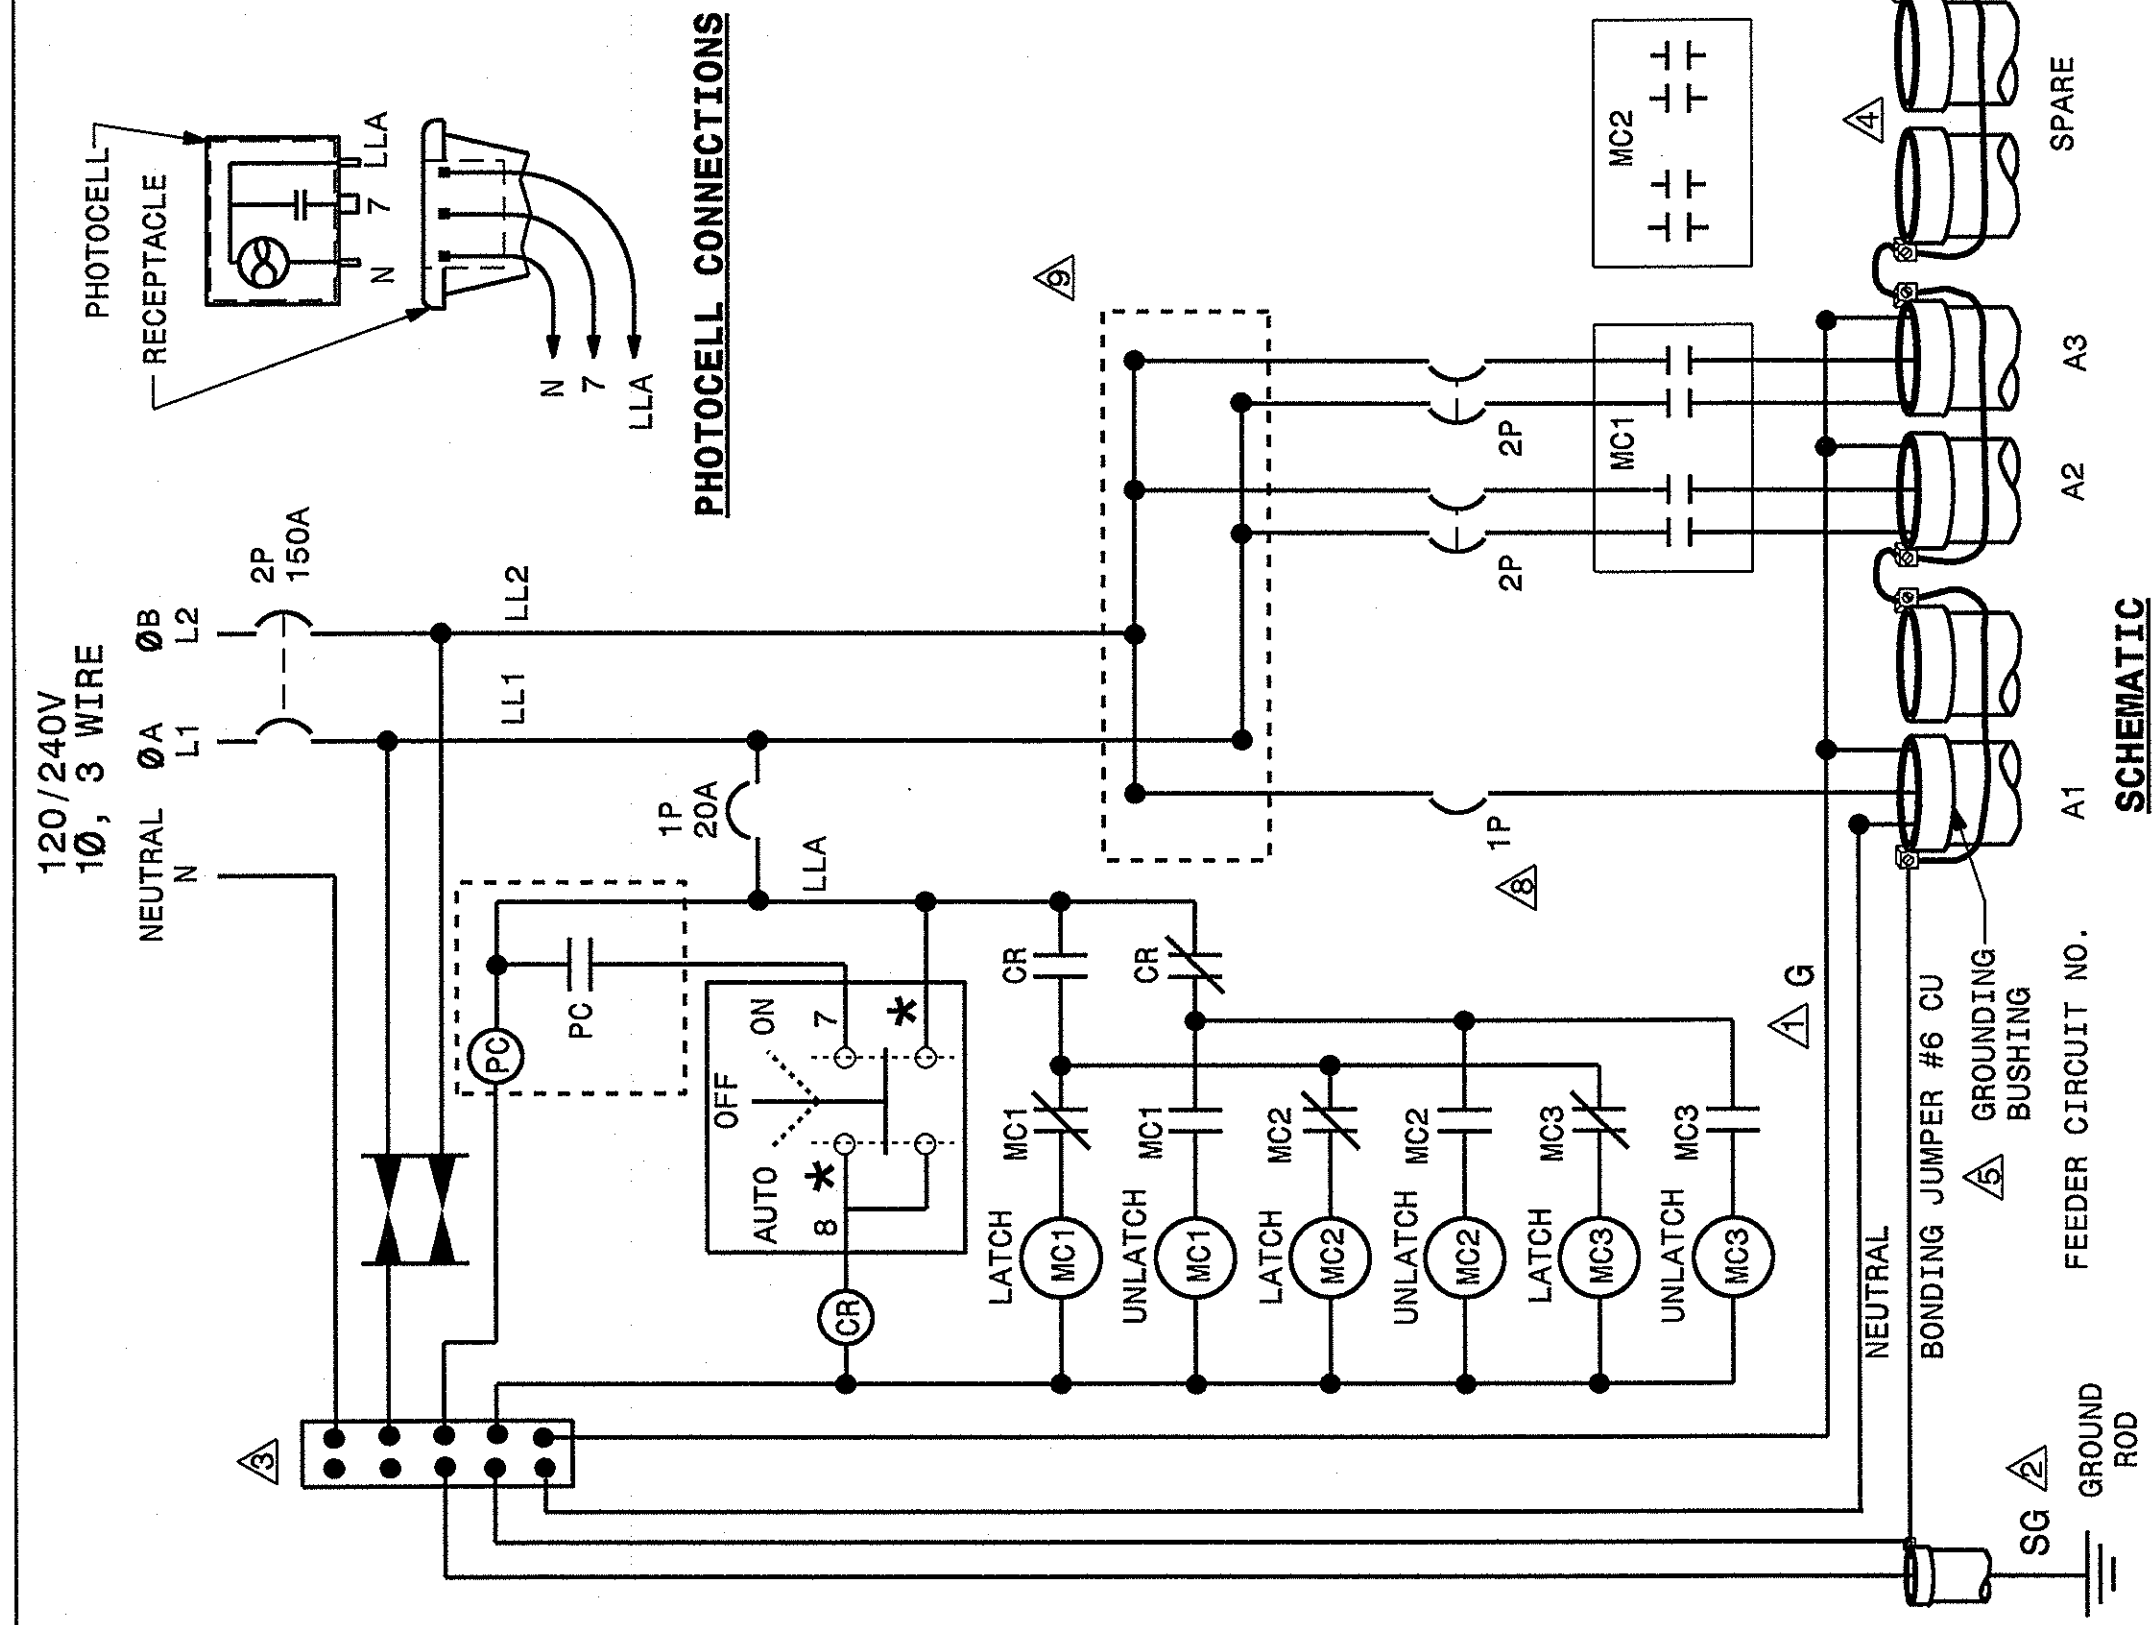 120/240V
1Ø, 3 WIRE
NEUTRAL
N
ØA
L1
ØB
L2
2P
150A
LL1
LL2
1P
20A
LLA
PHOTOCELL
RECEPTACLE
N
7
LLA
N
7
LLA
PHOTOCELL CONNECTIONS
3
PC
PC
AUTO
OFF
ON
8
*
7
*
CR
CR
CR
LATCH
MC1
MC1
UNLATCH
MC1
MC1
LATCH
MC2
MC2
UNLATCH
MC2
MC2
LATCH
MC3
MC3
UNLATCH
MC3
MC3
9
8
1P
2P
2P
MC1
MC2
1
G
4
NEUTRAL
BONDING JUMPER #6 CU
5
GROUNDING
BUSHING
FEEDER CIRCUIT NO.
A1
A2
A3
SPARE
SG
2
GROUND
ROD
SCHEMATIC